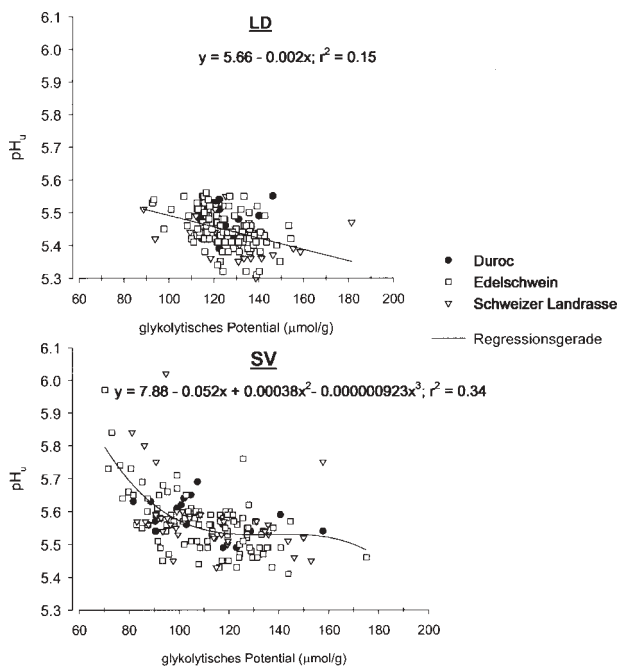 LD
y = 5.66 - 0.002x; r² = 0.15
6.1
6.0
5.9
5.8
5.7
5.6
5.5
5.4
5.3
pHu
60 80 100 120 140 160 180 200
glykolytisches Potential (µmol/g)
Duroc
Edelschwein
Schweizer Landrasse
Regressionsgerade
SV
y = 7.88 - 0.052x + 0.00038x² - 0.000000923x³; r² = 0.34
6.1
6.0
5.9
5.8
5.7
5.6
5.5
5.4
5.3
pHu
60 80 100 120 140 160 180 200
glykolytisches Potential (µmol/g)